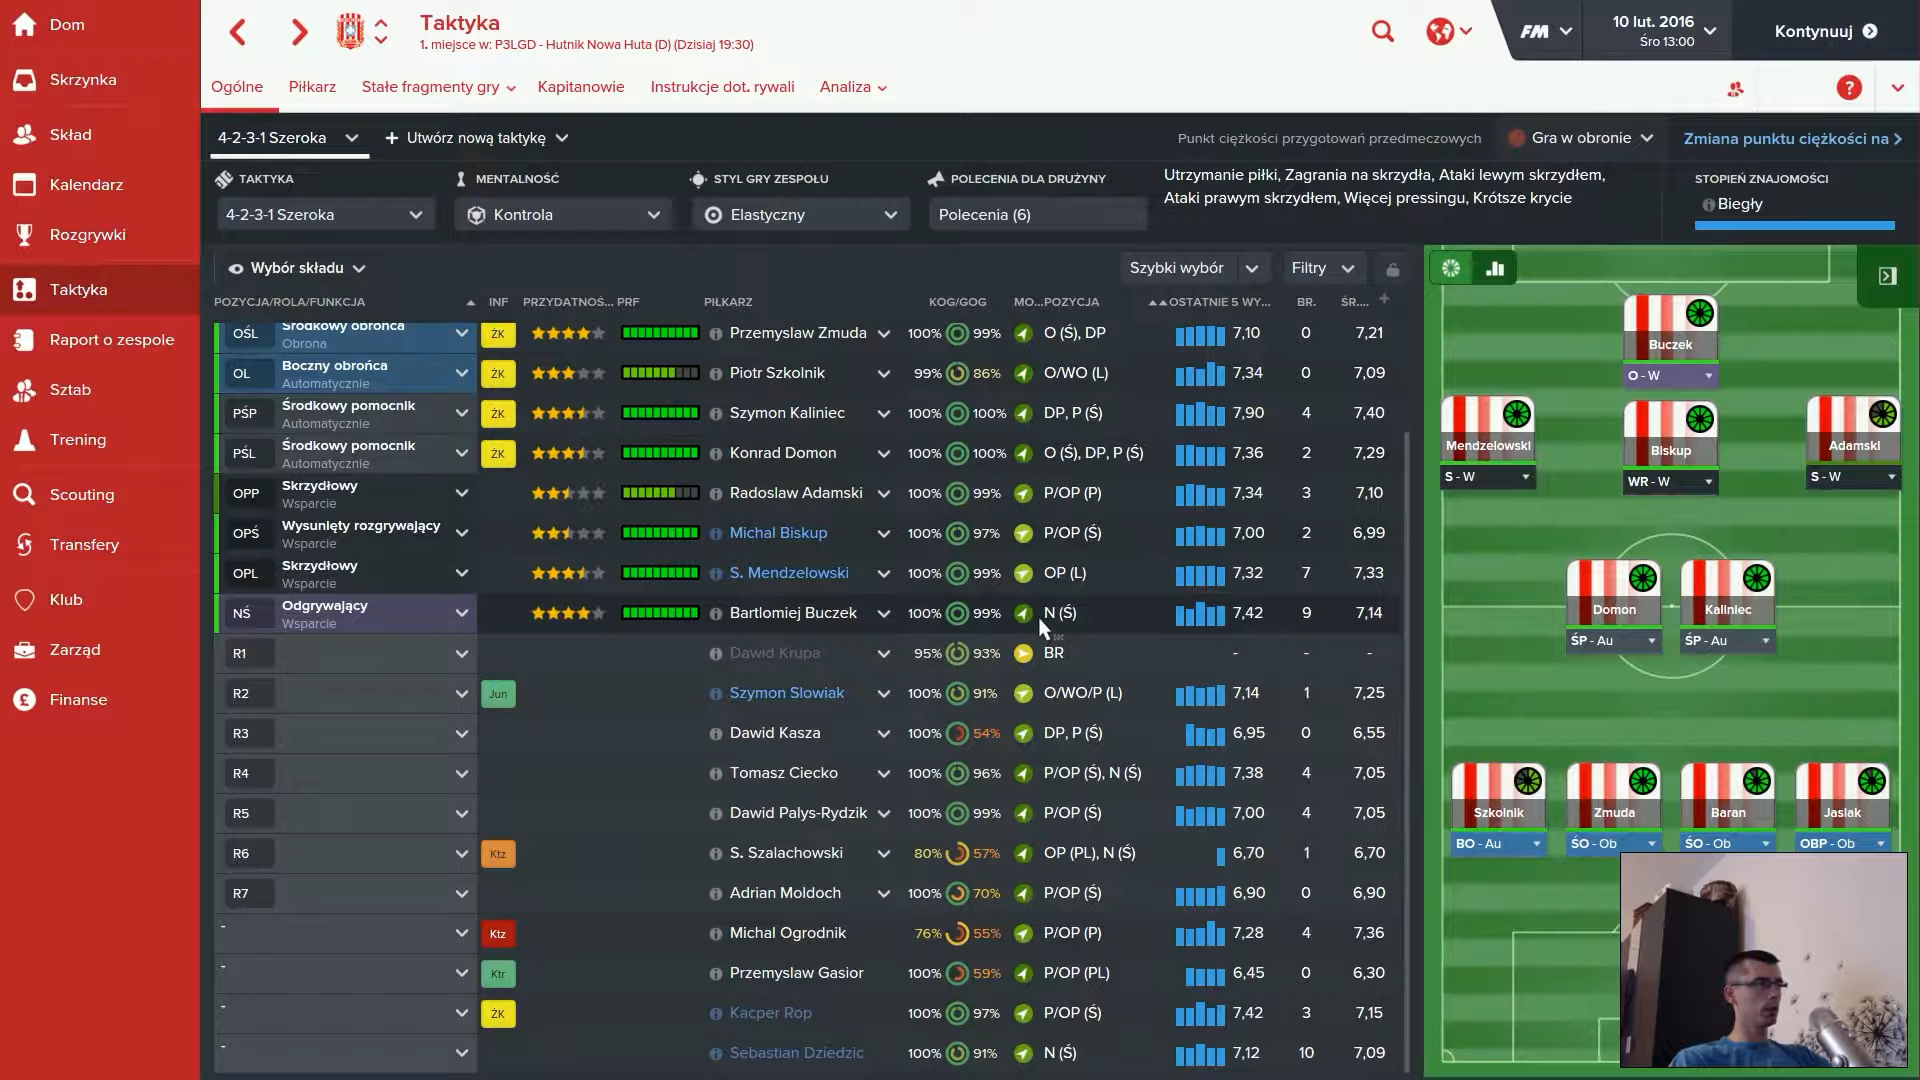 Dom
Skrzynka
Skład
Kalendarz
Rozgrywki
Taktyka
Raport o zespole
Sztab
Trening
Scouting
Transfery
Klub
Zarząd
Finanse
Taktyka
1. miejsce w: P3LGD - Hutnik Nowa Huta (D) (Dzisiaj 19:30)
FM
10 lut. 2016
Śro 13:00
Kontynuuj
Ogólne Piłkarz Stałe fragmenty gry Kapitanowie Instrukcje dot. rywali Analiza
?
4-2-3-1 Szeroka + Utwórz nową taktykę Punkt ciężkości przygotowań przedmeczowych Gra w obronie Zmiana punktu ciężkości na
TAKTYKA MENTALNOŚĆ STYL GRY ZESPOŁU POLECENIA DLA DRUŻYNY
4-2-3-1 Szeroka Kontrola Elastyczny Polecenia (6)
Utrzymanie piłki, Zagrania na skrzydła, Ataki lewym skrzydłem,
Ataki prawym skrzydłem, Więcej pressingu, Krótsze krycie
STOPIEŃ ZNAJOMOŚCI
Biegły
Wybór składu Szybki wybór Filtry
POZYCJA/ROLA/FUNKCJA INF PRZYDATNOŚ... PRF PIŁKARZ KOG/GOG MO... POZYCJA OSTATNIE 5 WY... BR. ŚR....
OŚL Środkowy obrońca Obrona ŻK Przemyslaw Zmuda 100% 99% O (Ś), DP 7,10 0 7,21
OL Boczny obrońca Automatycznie ŻK Piotr Szkolnik 99% 86% O/WO (L) 7,34 0 7,09
PŚP Środkowy pomocnik Automatycznie ŻK Szymon Kaliniec 100% 100% DP, P (Ś) 7,90 4 7,40
PŚL Środkowy pomocnik Automatycznie ŻK Konrad Domon 100% 100% O (Ś), DP, P (Ś) 7,36 2 7,29
OPP Skrzydłowy Wsparcie Radoslaw Adamski 100% 99% P/OP (P) 7,34 3 7,10
OPŚ Wysunięty rozgrywający Wsparcie Michal Biskup 100% 97% P/OP (Ś) 7,00 2 6,99
OPL Skrzydłowy Wsparcie S. Mendzelowski 100% 99% OP (L) 7,32 7 7,33
NŚ Odgrywający Wsparcie Bartlomiej Buczek 100% 99% N (Ś) 7,42 9 7,14
R1 Dawid Krupa 95% 93% BR - - -
R2 Jun Szymon Slowiak 100% 91% O/WO/P (L) 7,14 1 7,25
R3 Dawid Kasza 100% 54% DP, P (Ś) 6,95 0 6,55
R4 Tomasz Ciecko 100% 96% P/OP (Ś), N (Ś) 7,38 4 7,05
R5 Dawid Palys-Rydzik 100% 99% P/OP (Ś) 7,00 4 7,05
R6 Ktz S. Szalachowski 80% 57% OP (PL), N (Ś) 6,70 1 6,70
R7 Adrian Moldoch 100% 70% P/OP (Ś) 6,90 0 6,90
- Ktz Michal Ogrodnik 76% 55% P/OP (P) 7,28 4 7,36
- Ktr Przemyslaw Gasior 100% 59% P/OP (PL) 6,45 0 6,30
- ŻK Kacper Rop 100% 97% P/OP (Ś) 7,42 3 7,15
- Sebastian Dziedzic 100% 91% N (Ś) 7,12 10 7,09
Buczek
O - W
Mendzelowski Biskup Adamski
S - W WR - W S - W
Domon Kaliniec
ŚP - Au ŚP - Au
Szkolnik Zmuda Baran Jasiak
BO - Au ŚO - Ob ŚO - Ob OBP - Ob